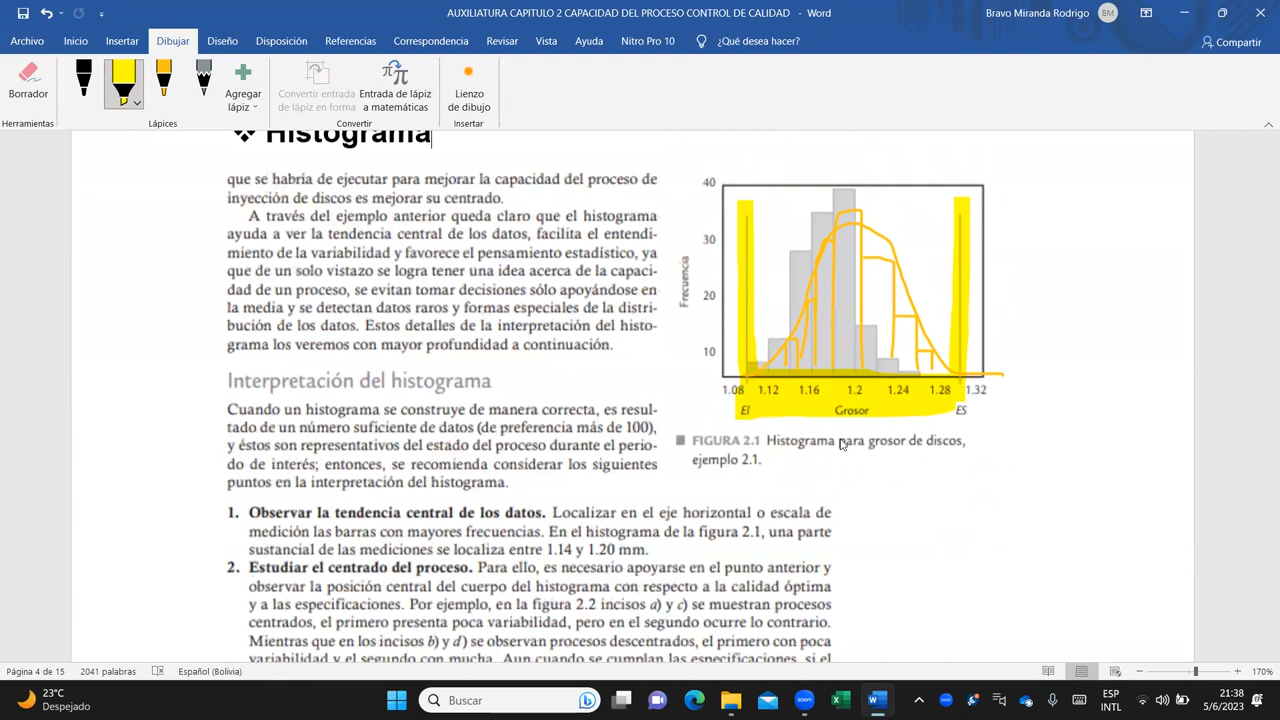 AUXILIATURA CAPITULO 2 CAPACIDAD DEL PROCESO CONTROL DE CALIDAD - Word
Bravo Miranda Rodrigo
BM
Archivo
Inicio
Insertar
Dibujar
Diseño
Disposición
Referencias
Correspondencia
Revisar
Vista
Ayuda
Nitro Pro 10
¿Qué desea hacer?
Compartir
Borrador
Agregar
lápiz
Convertir entrada
de lápiz en forma
Entrada de lápiz
a matemáticas
Lienzo
de dibujo
Herramientas
Lápices
Convertir
Insertar
❖ Histograma
que se habría de ejecutar para mejorar la capacidad del proceso de
inyección de discos es mejorar su centrado.
A través del ejemplo anterior queda claro que el histograma
ayuda a ver la tendencia central de los datos, facilita el entendi-
miento de la variabilidad y favorece el pensamiento estadístico, ya
que de un solo vistazo se logra tener una idea acerca de la capaci-
dad de un proceso, se evitan tomar decisiones sólo apoyándose en
la media y se detectan datos raros y formas especiales de la distri-
bución de los datos. Estos detalles de la interpretación del histo-
grama los veremos con mayor profundidad a continuación.
Interpretación del histograma
Cuando un histograma se construye de manera correcta, es resul-
tado de un número suficiente de datos (de preferencia más de 100),
y éstos son representativos del estado del proceso durante el perio-
do de interés; entonces, se recomienda considerar los siguientes
puntos en la interpretación del histograma.
40
30
20
10
Frecuencia
1.08 1.12 1.16 1.2 1.24 1.28 1.32
EI Grosor ES
FIGURA 2.1 Histograma para grosor de discos,
ejemplo 2.1.
1. Observar la tendencia central de los datos. Localizar en el eje horizontal o escala de
medición las barras con mayores frecuencias. En el histograma de la figura 2.1, una parte
sustancial de las mediciones se localiza entre 1.14 y 1.20 mm.
2. Estudiar el centrado del proceso. Para ello, es necesario apoyarse en el punto anterior y
observar la posición central del cuerpo del histograma con respecto a la calidad óptima
y a las especificaciones. Por ejemplo, en la figura 2.2 incisos a) y c) se muestran procesos
centrados, el primero presenta poca variabilidad, pero en el segundo ocurre lo contrario.
Mientras que en los incisos b) y d) se observan procesos descentrados, el primero con poca
variabilidad y el segundo con mucha. Aun cuando se cumplan las especificaciones, si el
Página 4 de 15
2041 palabras
Español (Bolivia)
170%
23°C
Despejado
Buscar
zoom
ESP
INTL
21:38
5/6/2023